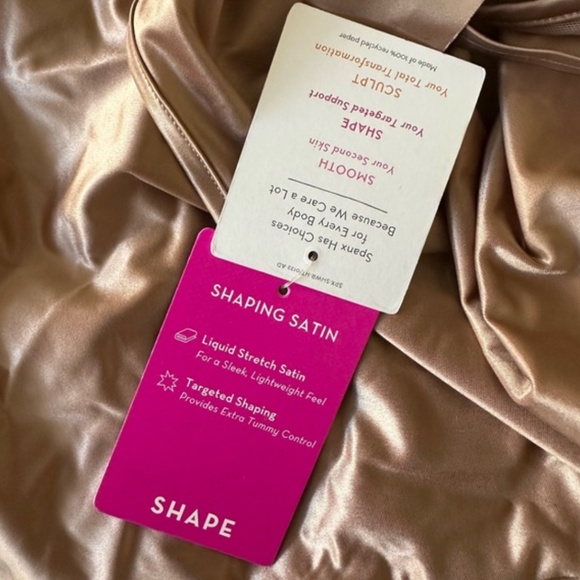 Spanx Has Choices
for Every Body
Because We Care a Lot
SMOOTH
Your Second Skin
SHAPE
Your Targeted Support
SCULPT
Your Total Transformation
Made of 100% recycled paper
SHAPING SATIN
Liquid Stretch Satin
For a Sleek, Lightweight Feel
Targeted Shaping
Provides Extra Tummy Control
SHAPE